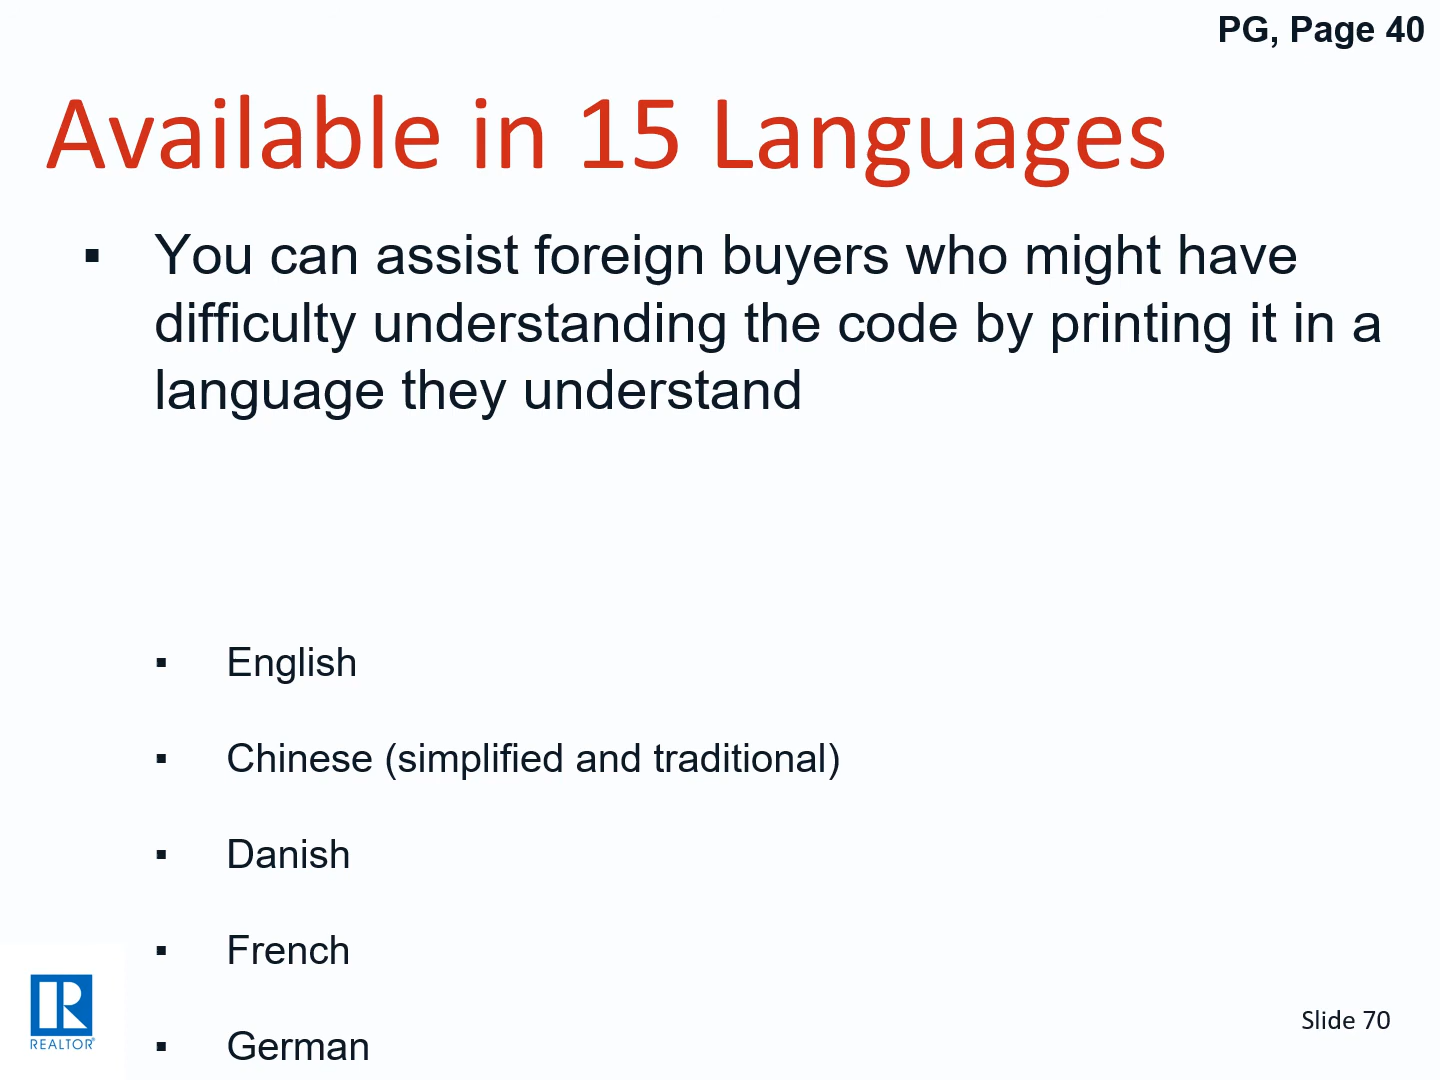 PG, Page 40
Available in 15 Languages
▪ You can assist foreign buyers who might have
difficulty understanding the code by printing it in a
language they understand
▪ English
▪ Chinese (simplified and traditional)
▪ Danish
▪ French
▪ German
REALTOR®
Slide 70